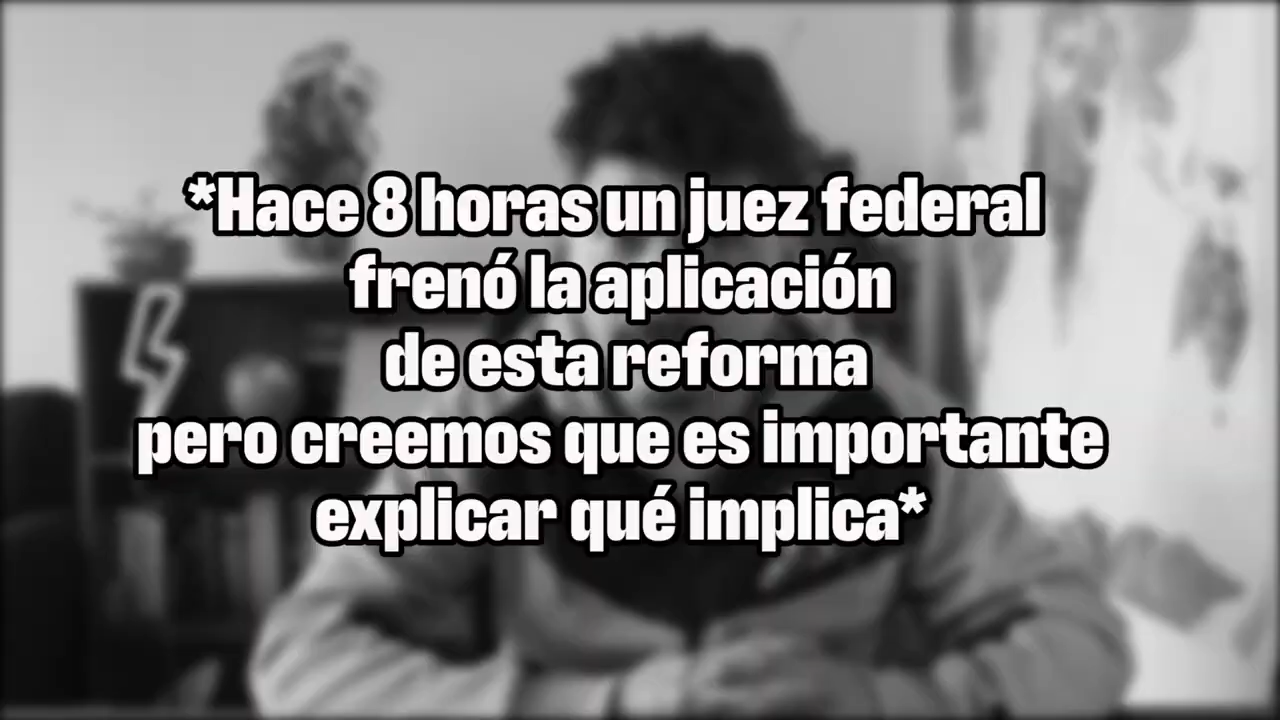 *Hace 8 horas un juez federal
frenó la aplicación
de esta reforma
pero creemos que es importante
explicar qué implica*